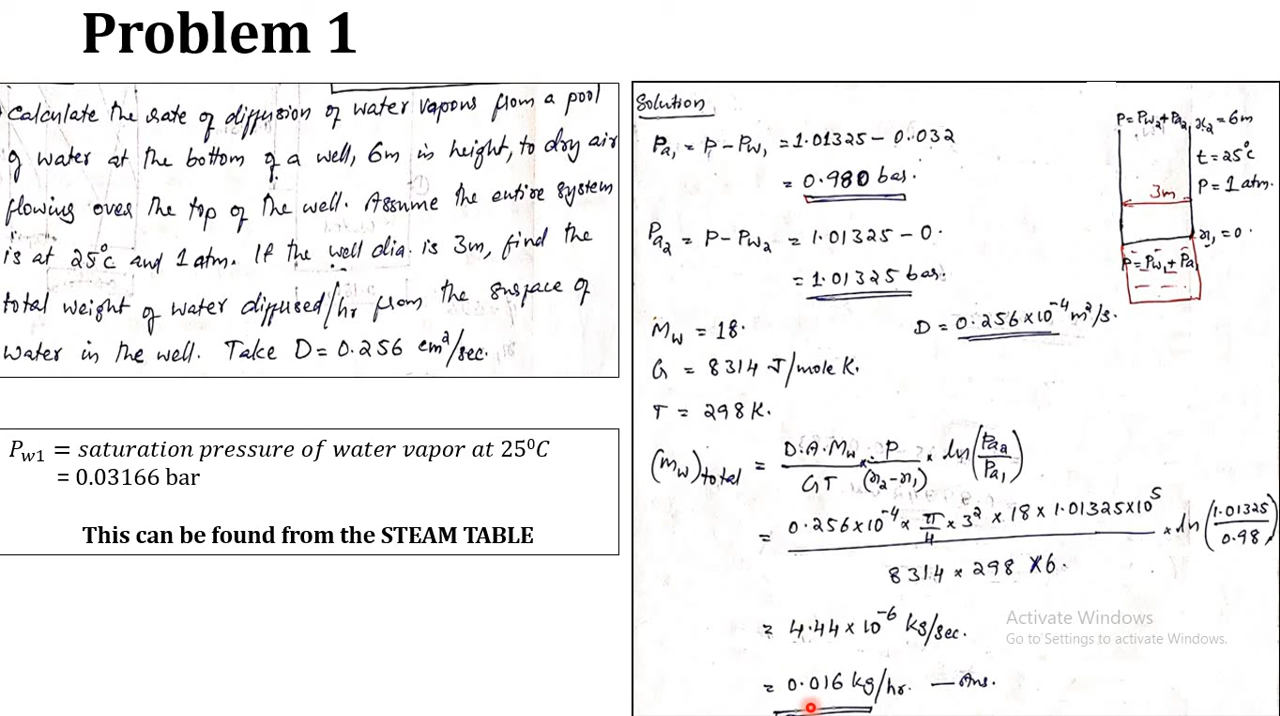 Problem 1
Calculate the rate of diffusion of water vapours from a pool
of water at the bottom of a well, 6m in height, to dry air
flowing over the top of the well. Assume the entire system
is at 25°C and 1 atm. If the well dia. is 3m, find the
total weight of water diffused/hr from the surface of
water in the well. Take D = 0.256 cm²/sec.
P_w1 = saturation pressure of water vapor at 25⁰C
= 0.03166 bar
This can be found from the STEAM TABLE
Solution
Pa₁ = P - Pw₁ = 1.01325 - 0.032
= 0.980 bar.
Pa₂ = P - Pw₂ = 1.01325 - 0.
= 1.01325 bar.
Mw = 18.
G = 8314 J/mole K.
T = 298 K.
P = Pw₂ + Pa₂ x₂ = 6m
t = 25°C
P = 1 atm.
3m
x₁ = 0.
P = Pw₁ + Pa₁
D = 0.256 × 10⁻⁴ m²/s.
(mw)total = D.A.Mw/GT × P/(x₂-x₁) × ln(Pa₂/Pa₁)
= 0.256×10⁻⁴ × π/4 × 3² × 18 × 1.01325×10⁵ × ln(1.01325/0.98)
8314 × 298 × 6.
= 4.44 × 10⁻⁶ kg/sec.
= 0.016 kg/hr. — Ans.
Activate Windows
Go to Settings to activate Windows.